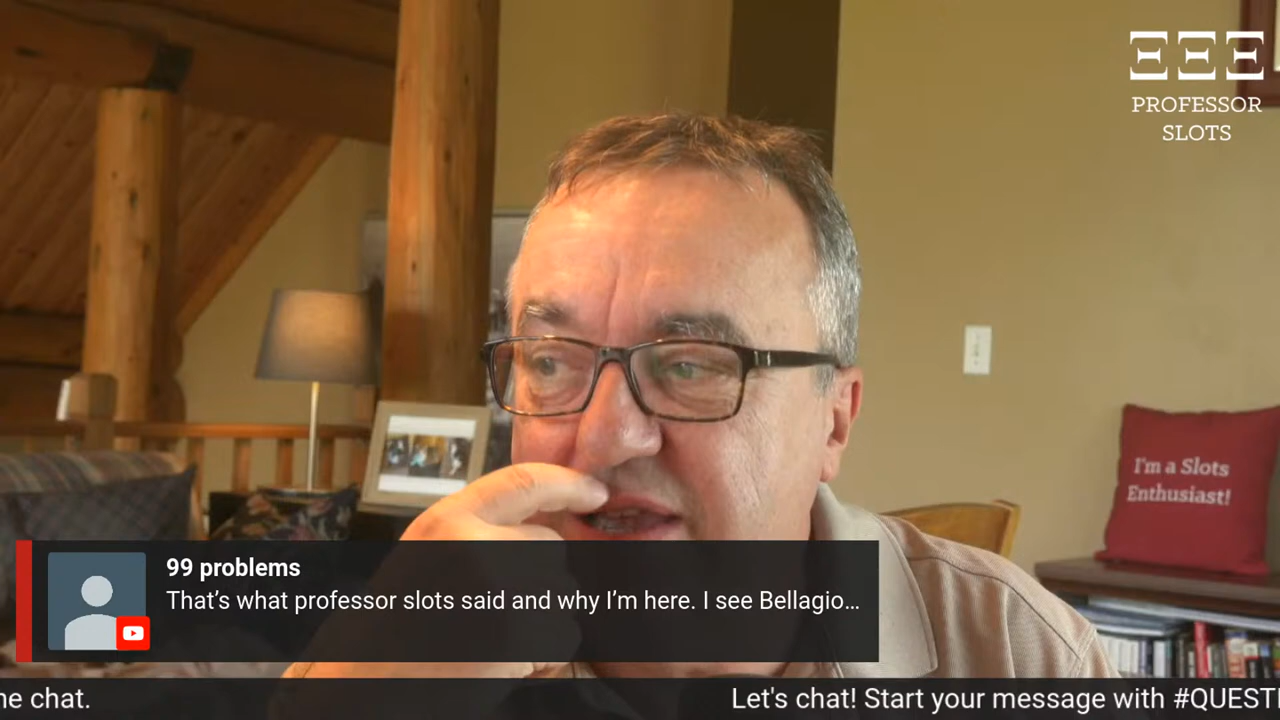 PROFESSOR
SLOTS
I'm a Slots
Enthusiast!
99 problems
That's what professor slots said and why I'm here. I see Bellagio...
he chat.
Let's chat! Start your message with #QUESTI